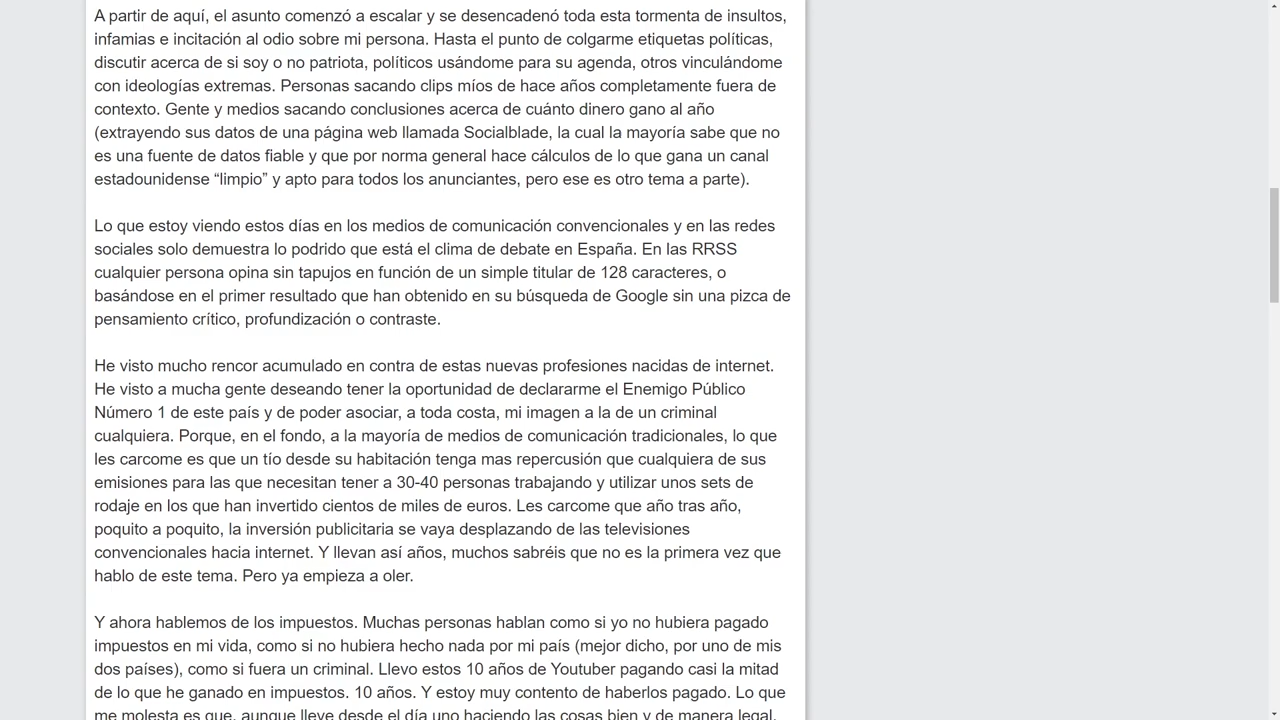 A partir de aquí, el asunto comenzó a escalar y se desencadenó toda esta tormenta de insultos,
infamias e incitación al odio sobre mi persona. Hasta el punto de colgarme etiquetas políticas,
discutir acerca de si soy o no patriota, políticos usándome para su agenda, otros vinculándome
con ideologías extremas. Personas sacando clips míos de hace años completamente fuera de
contexto. Gente y medios sacando conclusiones acerca de cuánto dinero gano al año
(extrayendo sus datos de una página web llamada Socialblade, la cual la mayoría sabe que no
es una fuente de datos fiable y que por norma general hace cálculos de lo que gana un canal
estadounidense “limpio” y apto para todos los anunciantes, pero ese es otro tema a parte).
Lo que estoy viendo estos días en los medios de comunicación convencionales y en las redes
sociales solo demuestra lo podrido que está el clima de debate en España. En las RRSS
cualquier persona opina sin tapujos en función de un simple titular de 128 caracteres, o
basándose en el primer resultado que han obtenido en su búsqueda de Google sin una pizca de
pensamiento crítico, profundización o contraste.
He visto mucho rencor acumulado en contra de estas nuevas profesiones nacidas de internet.
He visto a mucha gente deseando tener la oportunidad de declararme el Enemigo Público
Número 1 de este país y de poder asociar, a toda costa, mi imagen a la de un criminal
cualquiera. Porque, en el fondo, a la mayoría de medios de comunicación tradicionales, lo que
les carcome es que un tío desde su habitación tenga mas repercusión que cualquiera de sus
emisiones para las que necesitan tener a 30-40 personas trabajando y utilizar unos sets de
rodaje en los que han invertido cientos de miles de euros. Les carcome que año tras año,
poquito a poquito, la inversión publicitaria se vaya desplazando de las televisiones
convencionales hacia internet. Y llevan así años, muchos sabréis que no es la primera vez que
hablo de este tema. Pero ya empieza a oler.
Y ahora hablemos de los impuestos. Muchas personas hablan como si yo no hubiera pagado
impuestos en mi vida, como si no hubiera hecho nada por mi país (mejor dicho, por uno de mis
dos países), como si fuera un criminal. Llevo estos 10 años de Youtuber pagando casi la mitad
de lo que he ganado en impuestos. 10 años. Y estoy muy contento de haberlos pagado. Lo que
me molesta es que, aunque lleve desde el día uno haciendo las cosas bien y de manera legal,